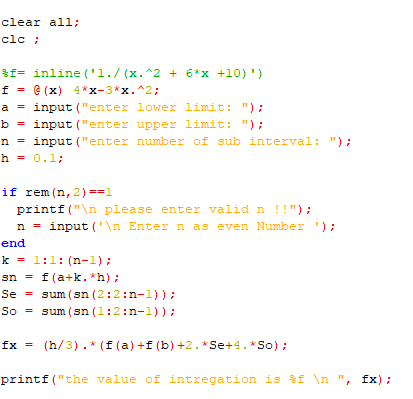 clear all;
clc ;
%f= inline('1./(x.^2 + 6*x +10)')
f = @(x) 4*x-3*x.^2;
a = input("enter lower limit: ");
b = input("enter upper limit: ");
n = input("enter number of sub interval: ");
h = 0.1;
if rem(n,2)==1
printf("\n please enter valid n !!");
n = input('\n Enter n as even Number ');
end
k = 1:1:(n-1);
sn = f(a+k.*h);
Se = sum(sn(2:2:n-1));
So = sum(sn(1:2:n-1));
fx = (h/3).*(f(a)+f(b)+2.*Se+4.*So);
printf("the value of intregation is %f \n ", fx);